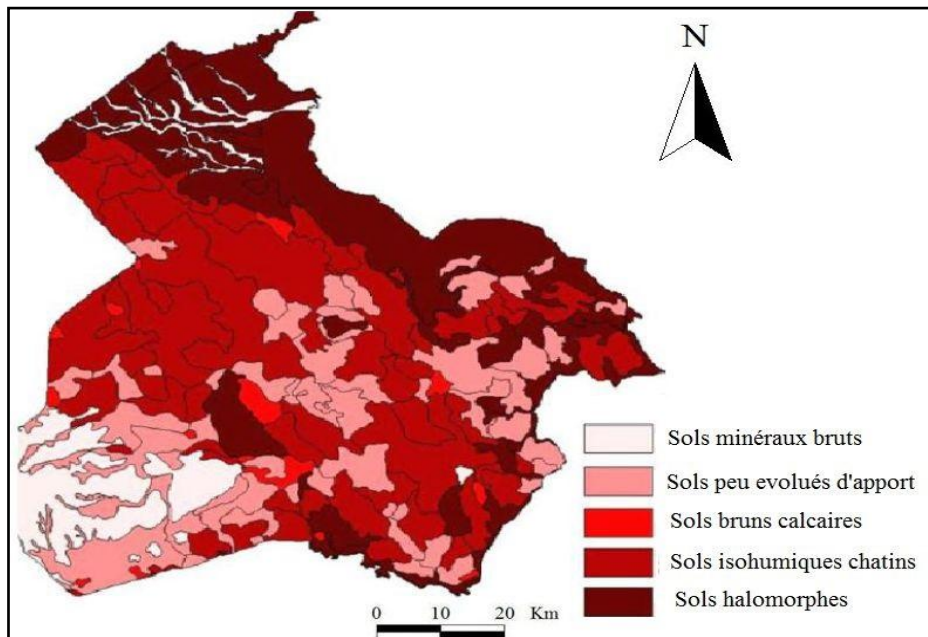 N
Sols minéraux bruts
Sols peu evolués d'apport
Sols bruns calcaires
Sols isohumiques chatins
Sols halomorphes
0 10 20 Km